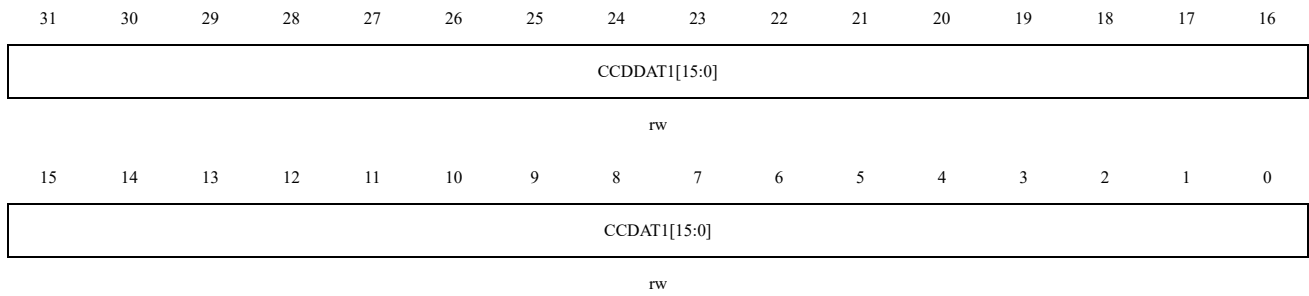 31 30 29 28 27 26 25 24 23 22 21 20 19 18 17 16
CCDDAT1[15:0]
rw
15 14 13 12 11 10 9 8 7 6 5 4 3 2 1 0
CCDAT1[15:0]
rw